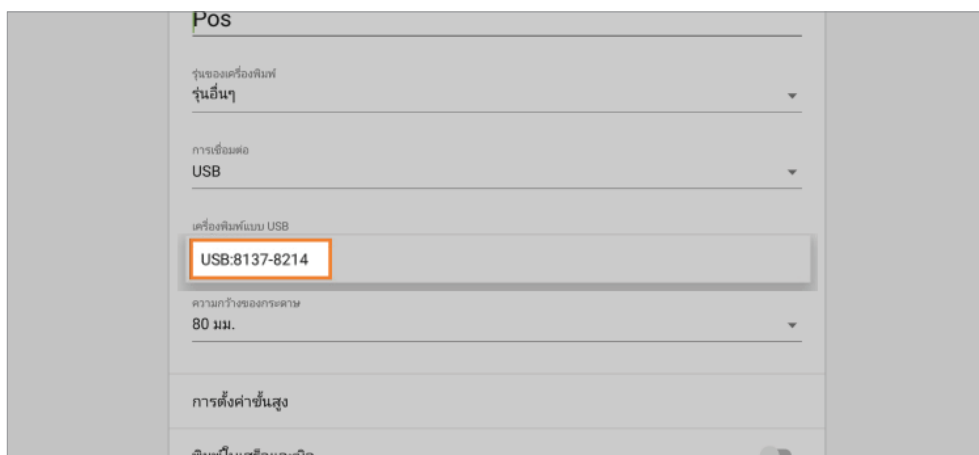 Pos
รุ่นของเครื่องพิมพ์
รุ่นอื่นๆ
การเชื่อมต่อ
USB
เครื่องพิมพ์แบบ USB
USB:8137-8214
ความกว้างของกระดาษ
80 มม.
การตั้งค่าขั้นสูง